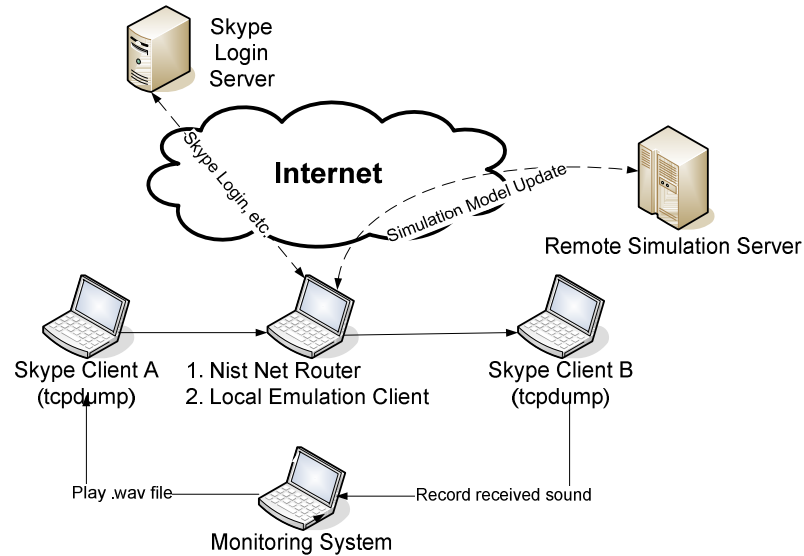 Skype
Login
Server
Internet
Skype Login, etc.
Simulation Model Update
Remote Simulation Server
Skype Client A
(tcpdump)
1. Nist Net Router
2. Local Emulation Client
Skype Client B
(tcpdump)
Play .wav file
Record received sound
Monitoring System